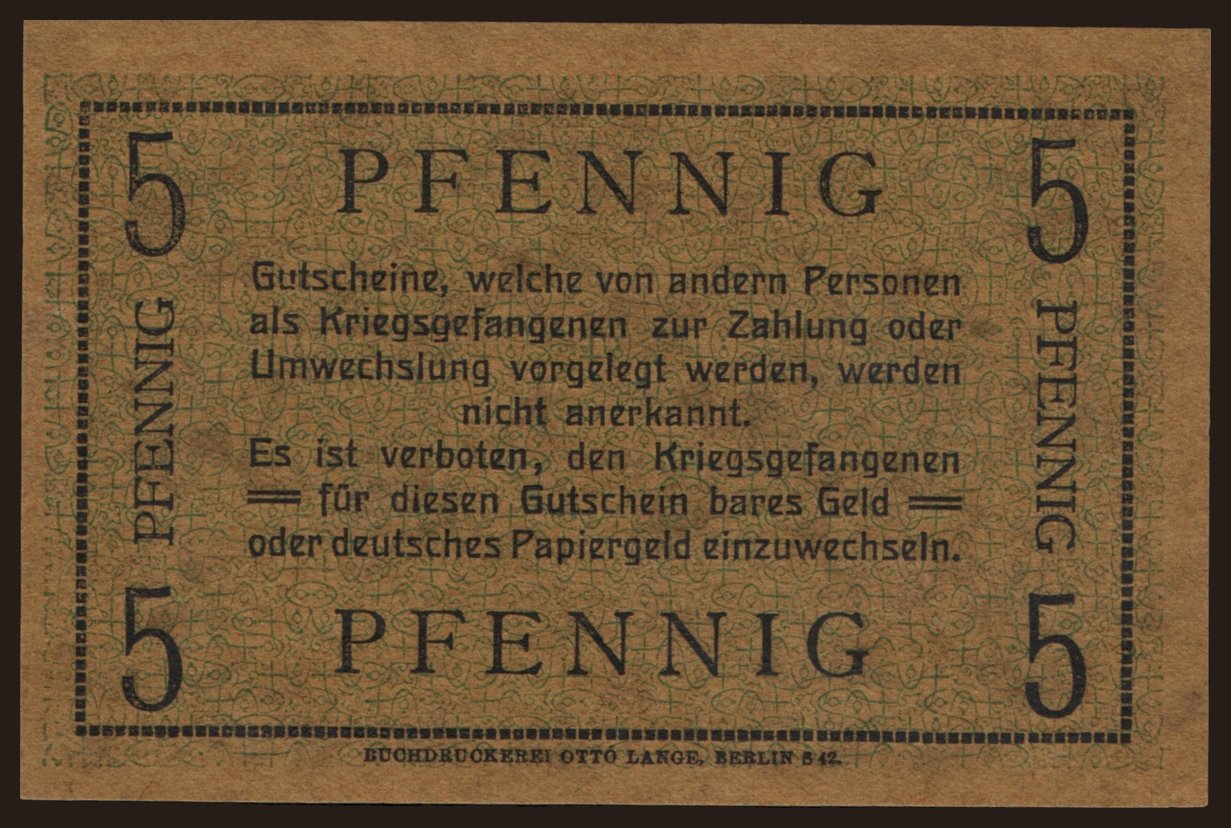 5 PFENNIG 5
Gutscheine, welche von andern Personen
als Kriegsgefangenen zur Zahlung oder
Umwechslung vorgelegt werden, werden
nicht anerkannt.
Es ist verboten, den Kriegsgefangenen
für diesen Gutschein bares Geld
oder deutsches Papiergeld einzuwechseln.
PFENNIG
PFENNIG
5 PFENNIG 5
BUCHDRUCKEREI OTTO LANGE, BERLIN S 42.